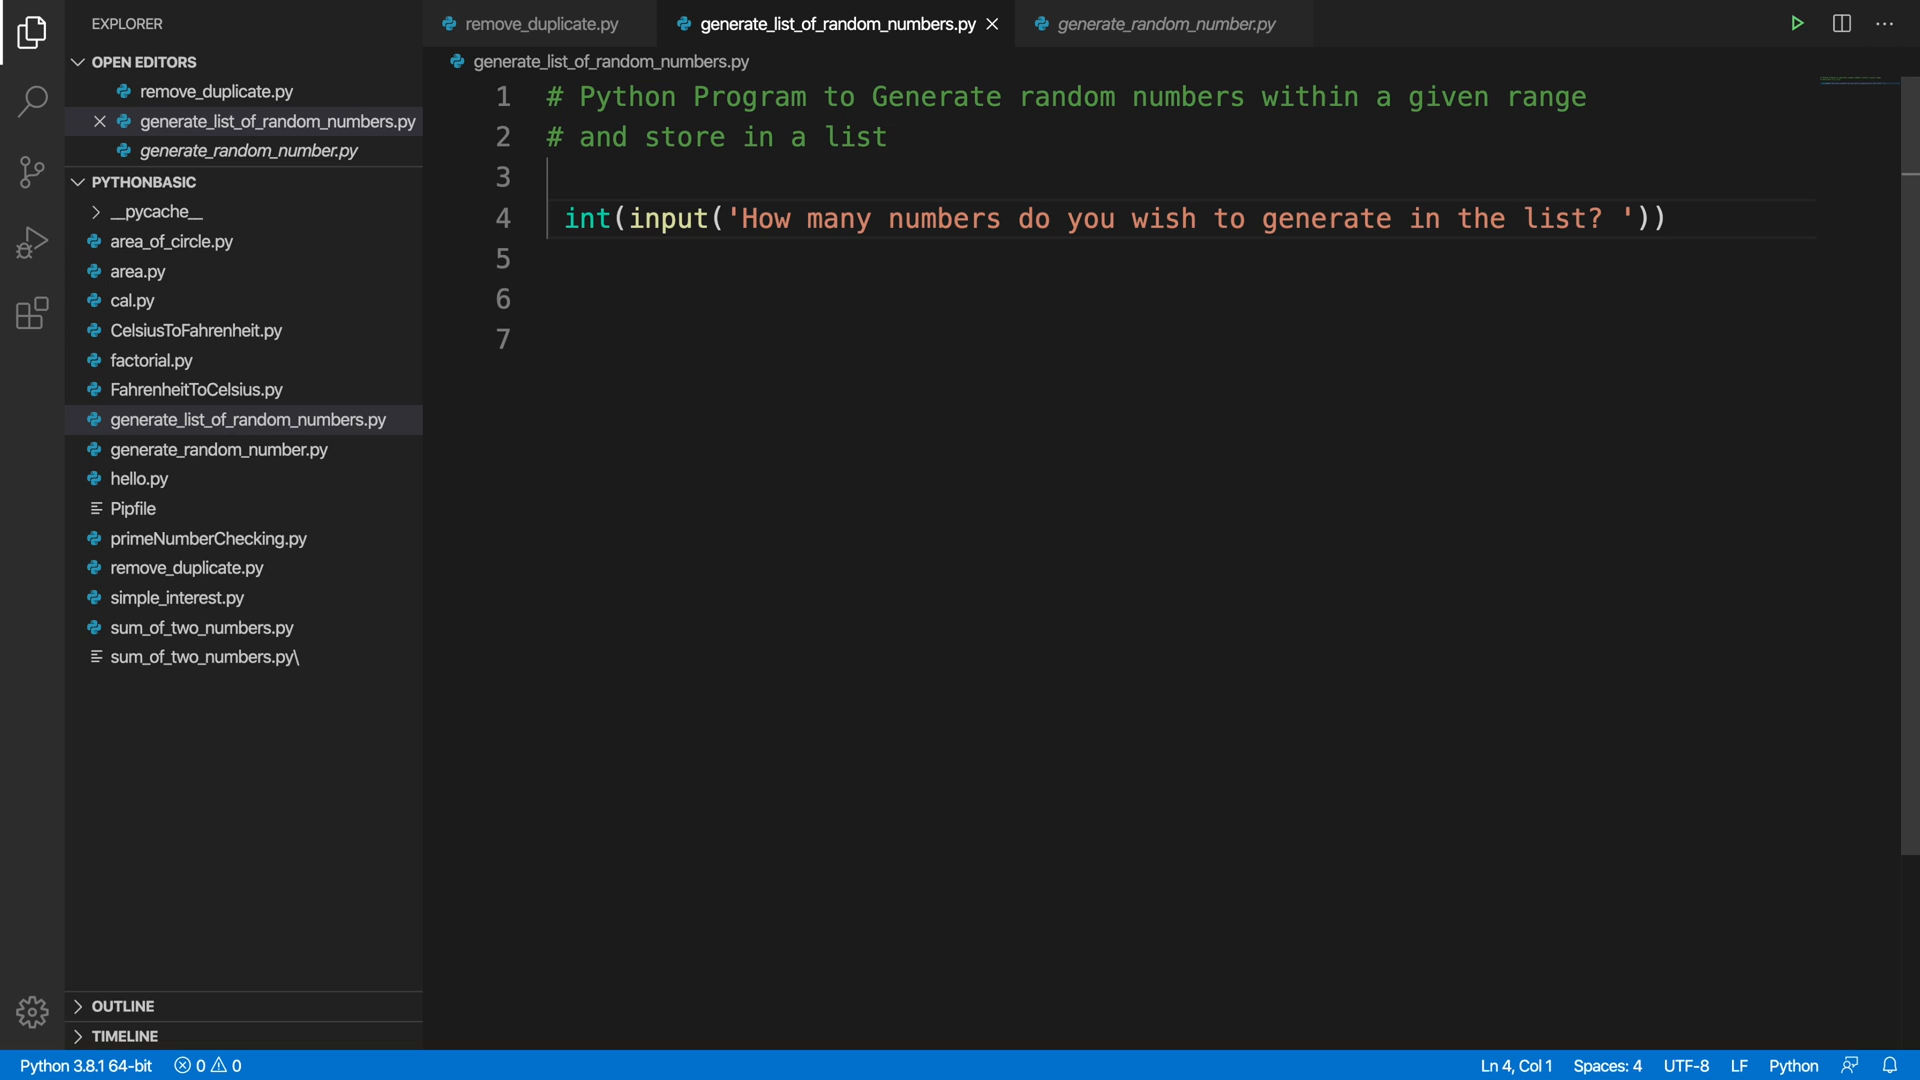 EXPLORER
OPEN EDITORS
remove_duplicate.py
generate_list_of_random_numbers.py
generate_random_number.py
PYTHONBASIC
__pycache__
area_of_circle.py
area.py
cal.py
CelsiusToFahrenheit.py
factorial.py
FahrenheitToCelsius.py
generate_list_of_random_numbers.py
generate_random_number.py
hello.py
Pipfile
primeNumberChecking.py
remove_duplicate.py
simple_interest.py
sum_of_two_numbers.py
sum_of_two_numbers.py\
OUTLINE
TIMELINE
remove_duplicate.py generate_list_of_random_numbers.py generate_random_number.py
generate_list_of_random_numbers.py
1 # Python Program to Generate random numbers within a given range
2 # and store in a list
3
4 int(input('How many numbers do you wish to generate in the list? '))
5
6
7
Python 3.8.1 64-bit 0 0 Ln 4, Col 1 Spaces: 4 UTF-8 LF Python